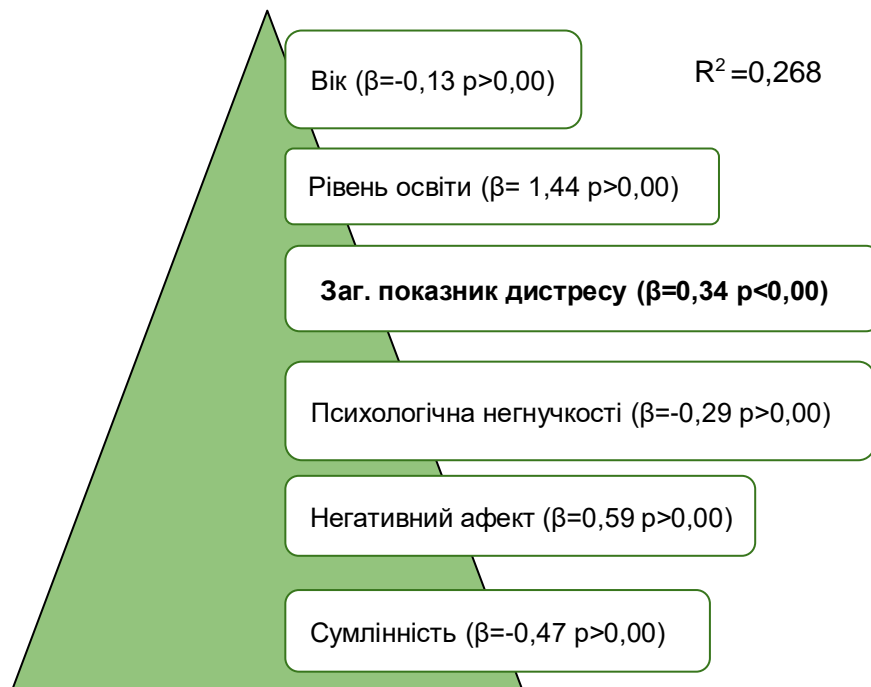 Вік (β=-0,13 p>0,00)
R² =0,268
Рівень освіти (β= 1,44 p>0,00)
Заг. показник дистресу (β=0,34 p<0,00)
Психологічна негнучкості (β=-0,29 p>0,00)
Негативний афект (β=0,59 p>0,00)
Сумлінність (β=-0,47 p>0,00)